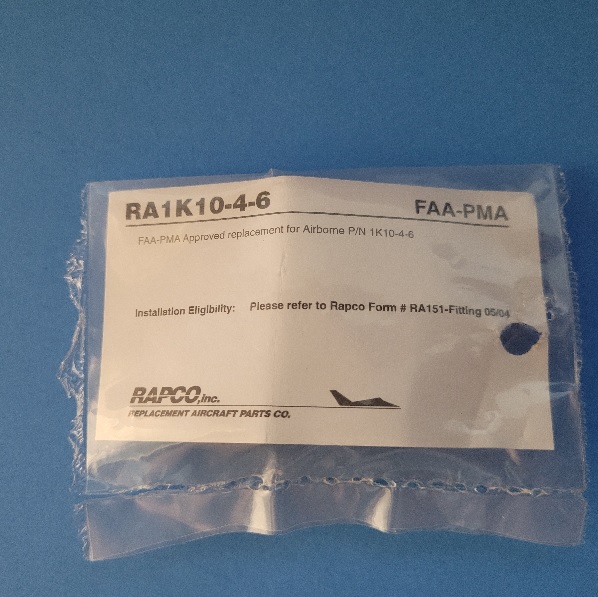 RA1K10-4-6 FAA-PMA
FAA-PMA Approved replacement for Airborne P/N 1K10-4-6
Installation Eligibility: Please refer to Rapco Form # RA151-Fitting 05/04
RAPCO, inc.
REPLACEMENT AIRCRAFT PARTS CO.